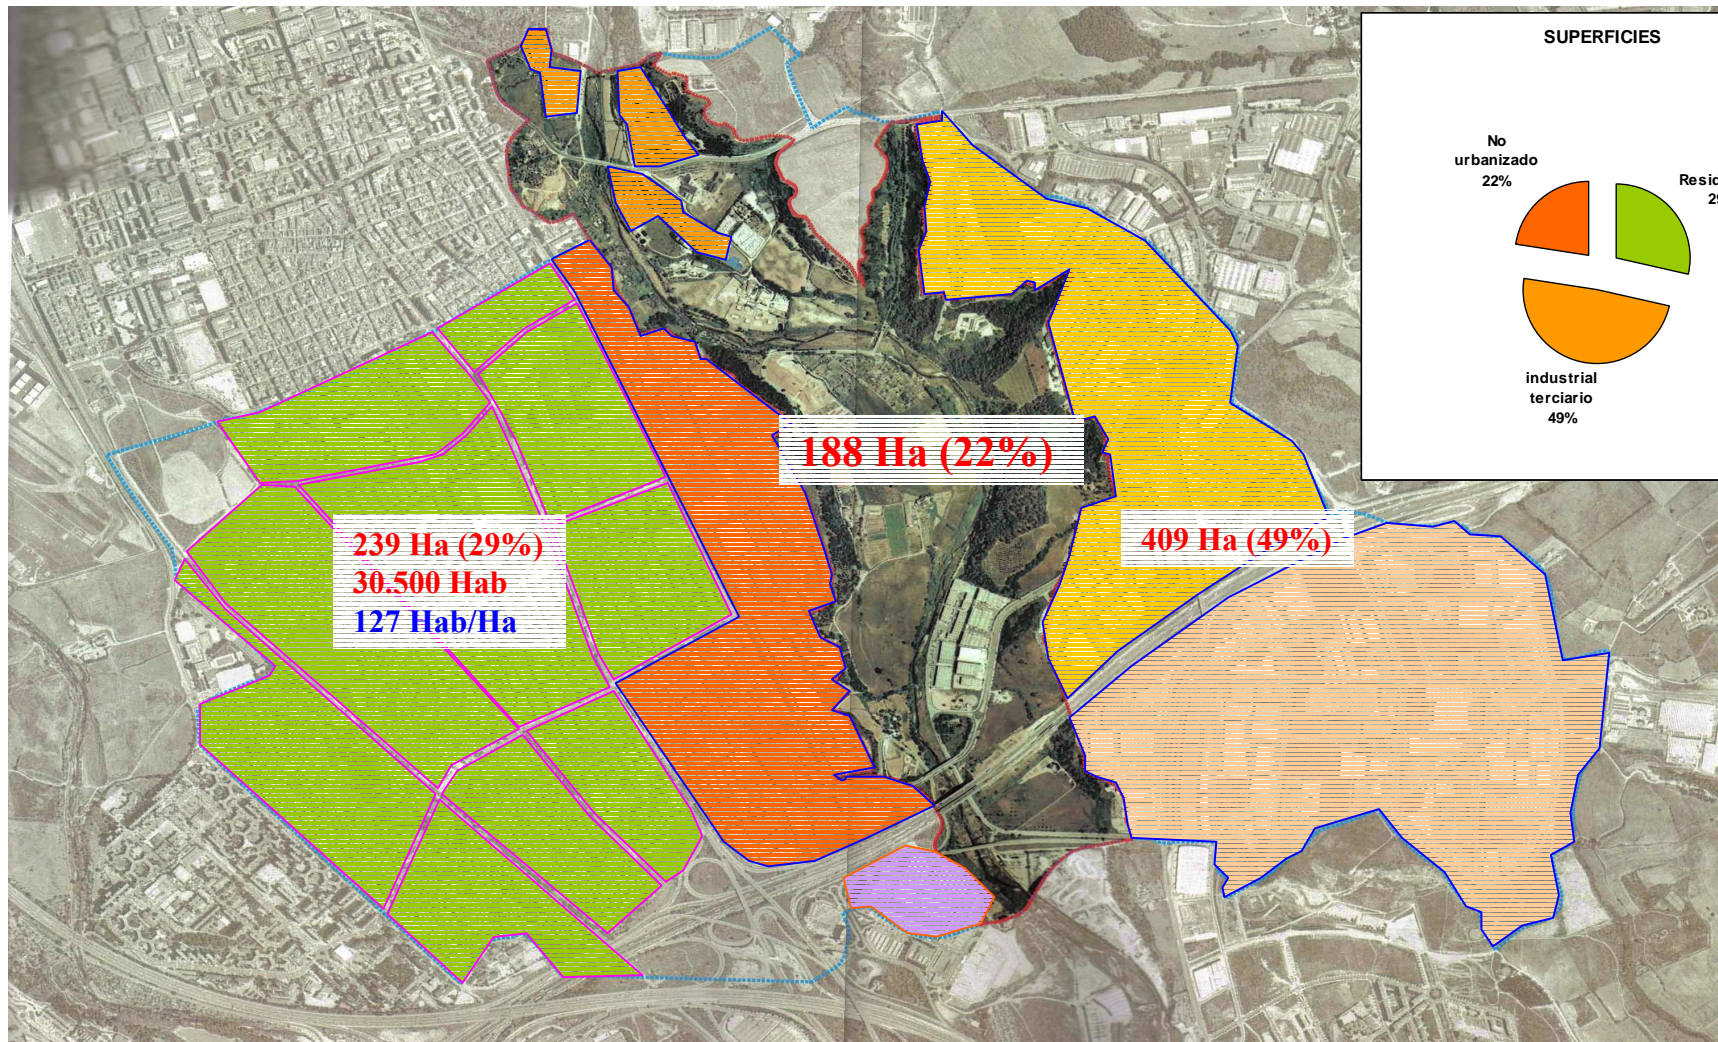 SUPERFICIES
No
urbanizado
22%
industrial
terciario
49%
188 Ha (22%)
239 Ha (29%)
30.500 Hab
127 Hab/Ha
409 Ha (49%)